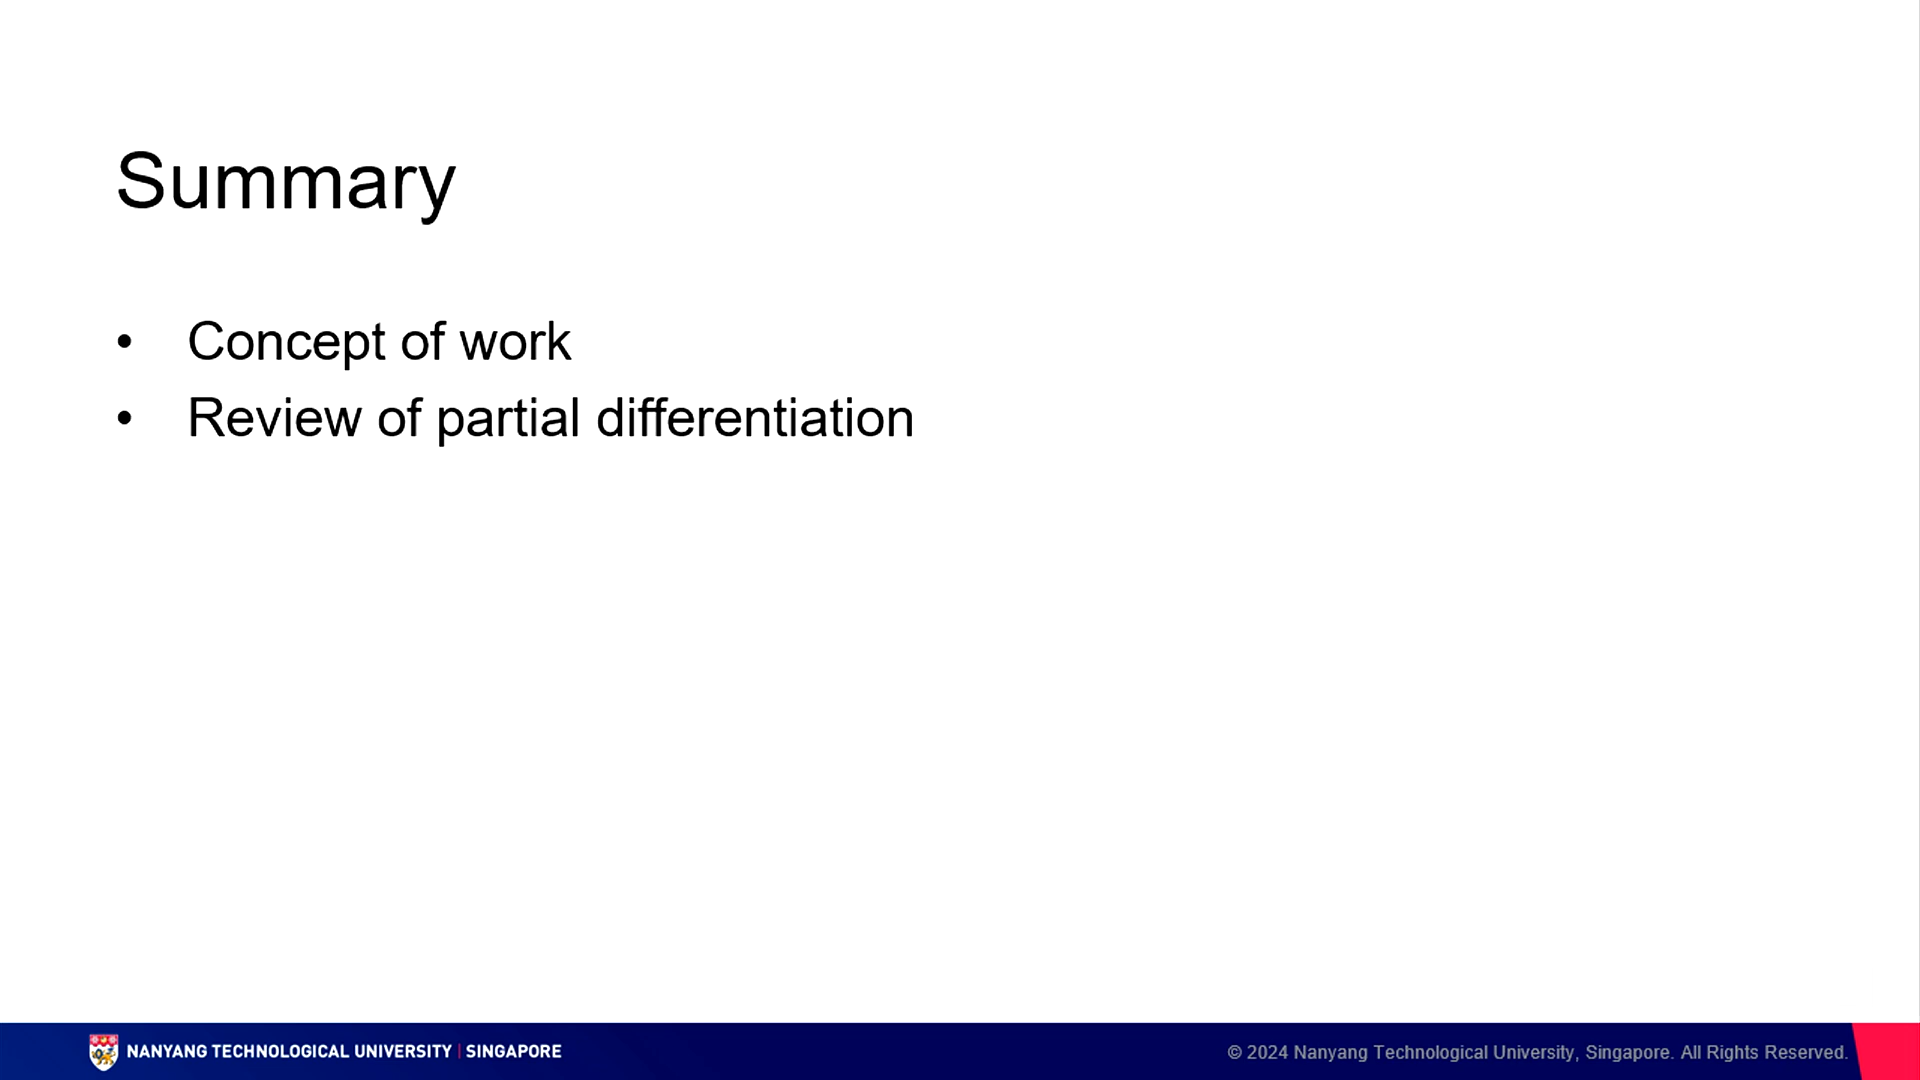 Summary
• Concept of work
• Review of partial differentiation
NANYANG TECHNOLOGICAL UNIVERSITY | SINGAPORE
© 2024 Nanyang Technological University, Singapore. All Rights Reserved.